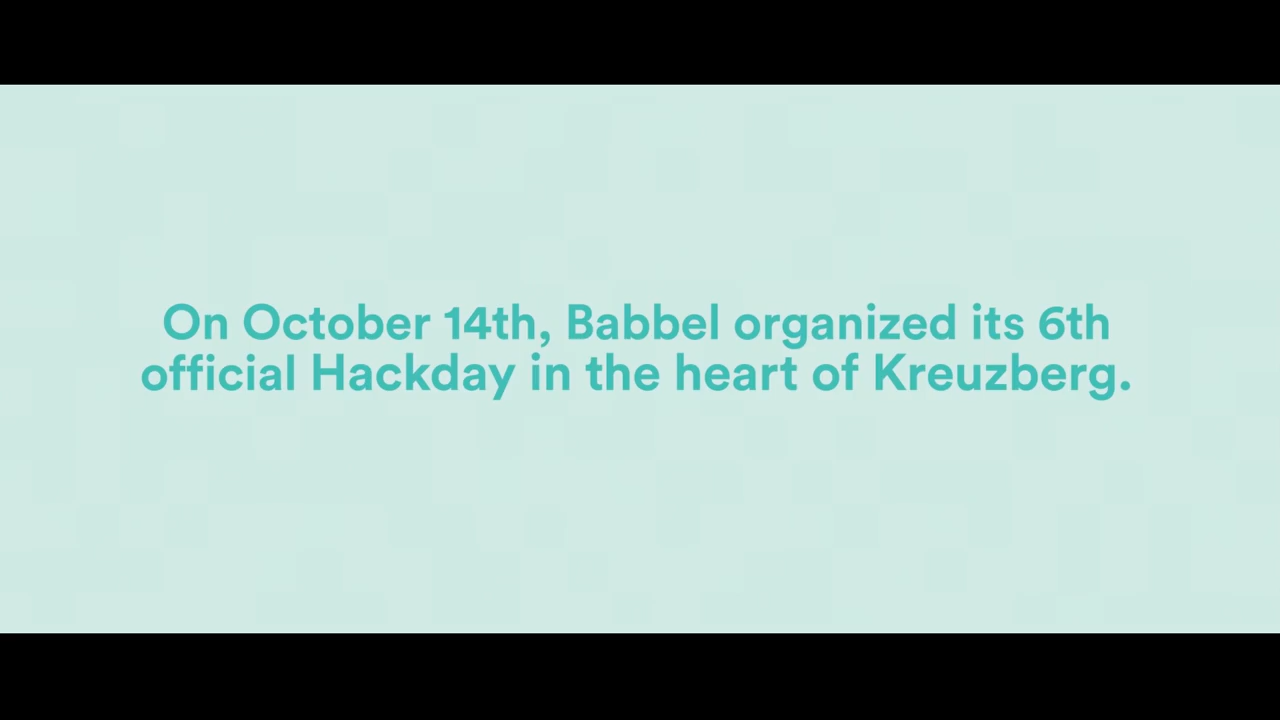 On October 14th, Babbel organized its 6th
official Hackday in the heart of Kreuzberg.